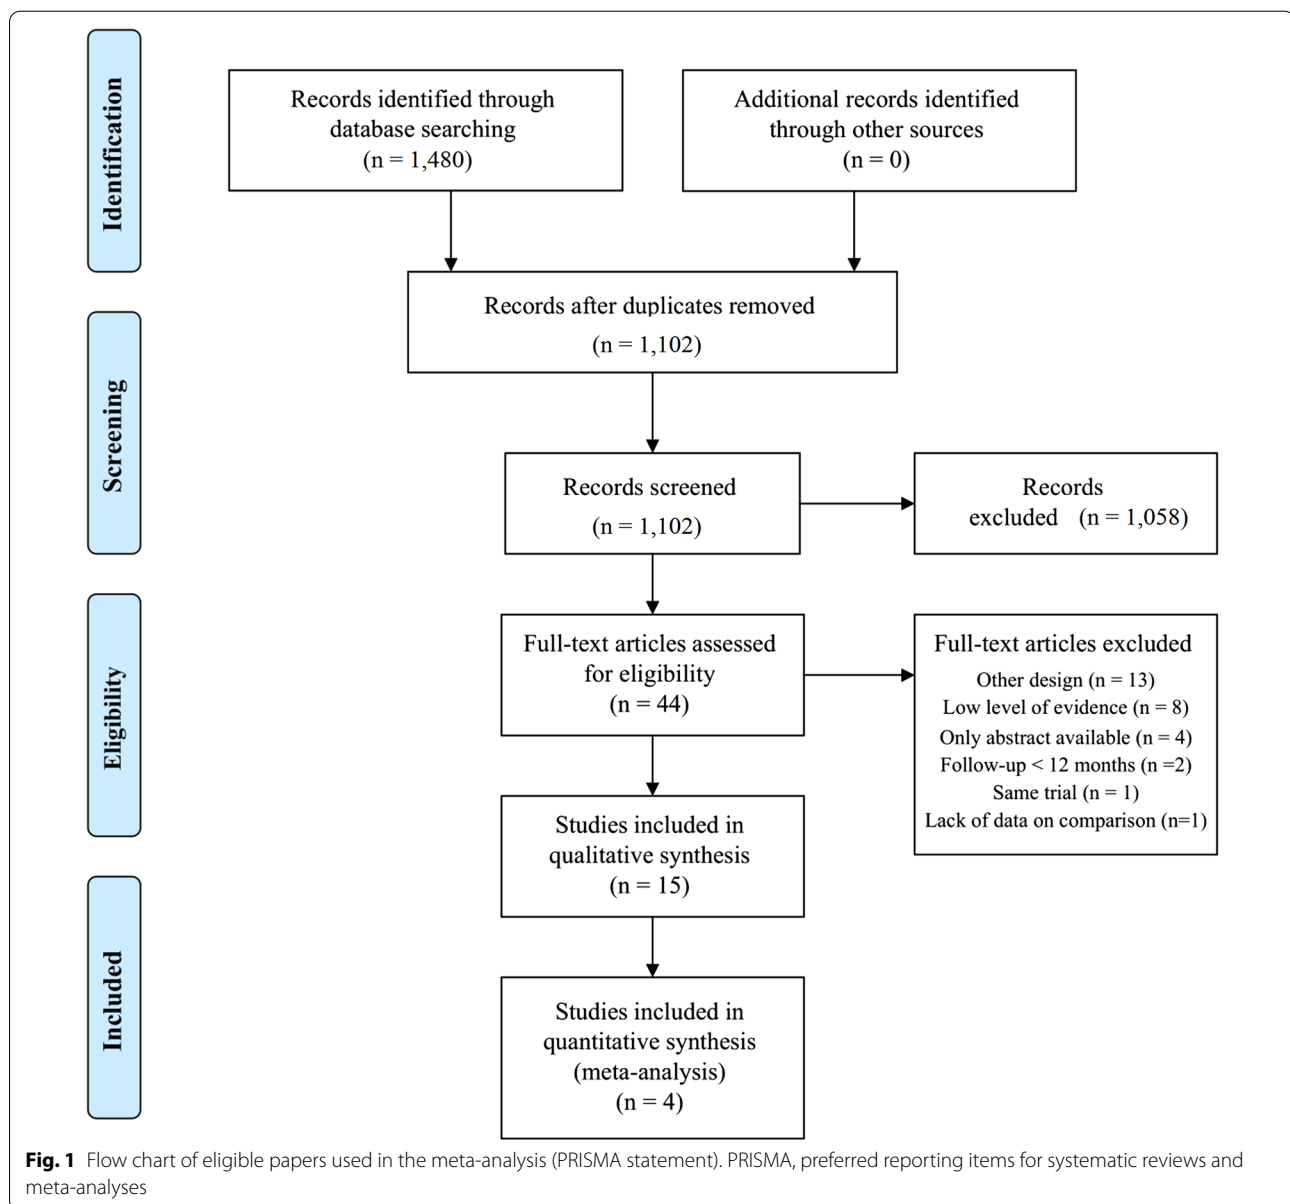 Identification
Records identified through
database searching
(n = 1,480)
Additional records identified
through other sources
(n = 0)
Records after duplicates removed
(n = 1,102)
Screening
Records screened
(n = 1,102)
Records
excluded (n = 1,058)
Eligibility
Full-text articles assessed
for eligibility
(n = 44)
Full-text articles excluded
Other design (n = 13)
Low level of evidence (n = 8)
Only abstract available (n = 4)
Follow-up < 12 months (n =2)
Same trial (n = 1)
Lack of data on comparison (n=1)
Studies included in
qualitative synthesis
(n = 15)
Included
Studies included in
quantitative synthesis
(meta-analysis)
(n = 4)
Fig. 1 Flow chart of eligible papers used in the meta-analysis (PRISMA statement). PRISMA, preferred reporting items for systematic reviews and
meta-analyses